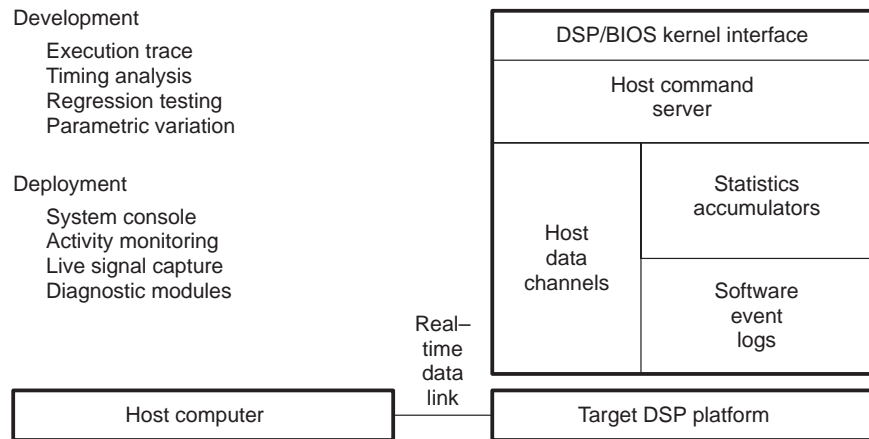 Development
Execution trace
Timing analysis
Regression testing
Parametric variation
Deployment
System console
Activity monitoring
Live signal capture
Diagnostic modules
DSP/BIOS kernel interface
Host command
server
Host
data
channels
Statistics
accumulators
Software
event
logs
Real–
time
data
link
Host computer
Target DSP platform